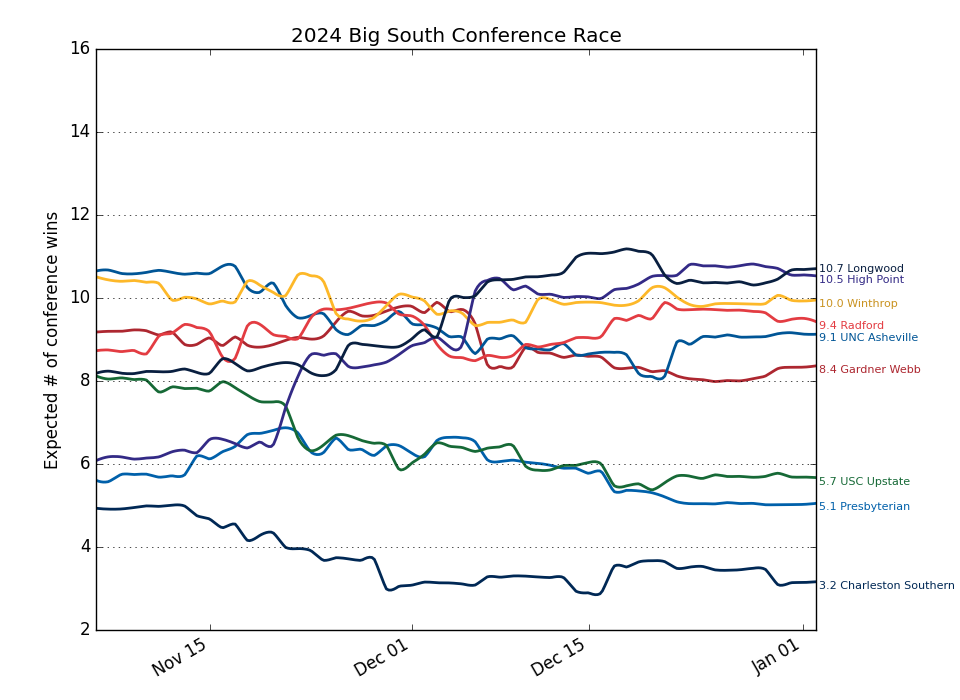 2024 Big South Conference Race
Expected # of conference wins
16
14
12
10
8
6
4
2
10.7 Longwood
10.5 High Point
10.0 Winthrop
9.4 Radford
9.1 UNC Asheville
8.4 Gardner Webb
5.7 USC Upstate
5.1 Presbyterian
3.2 Charleston Southern
Nov 15
Dec 01
Dec 15
Jan 01